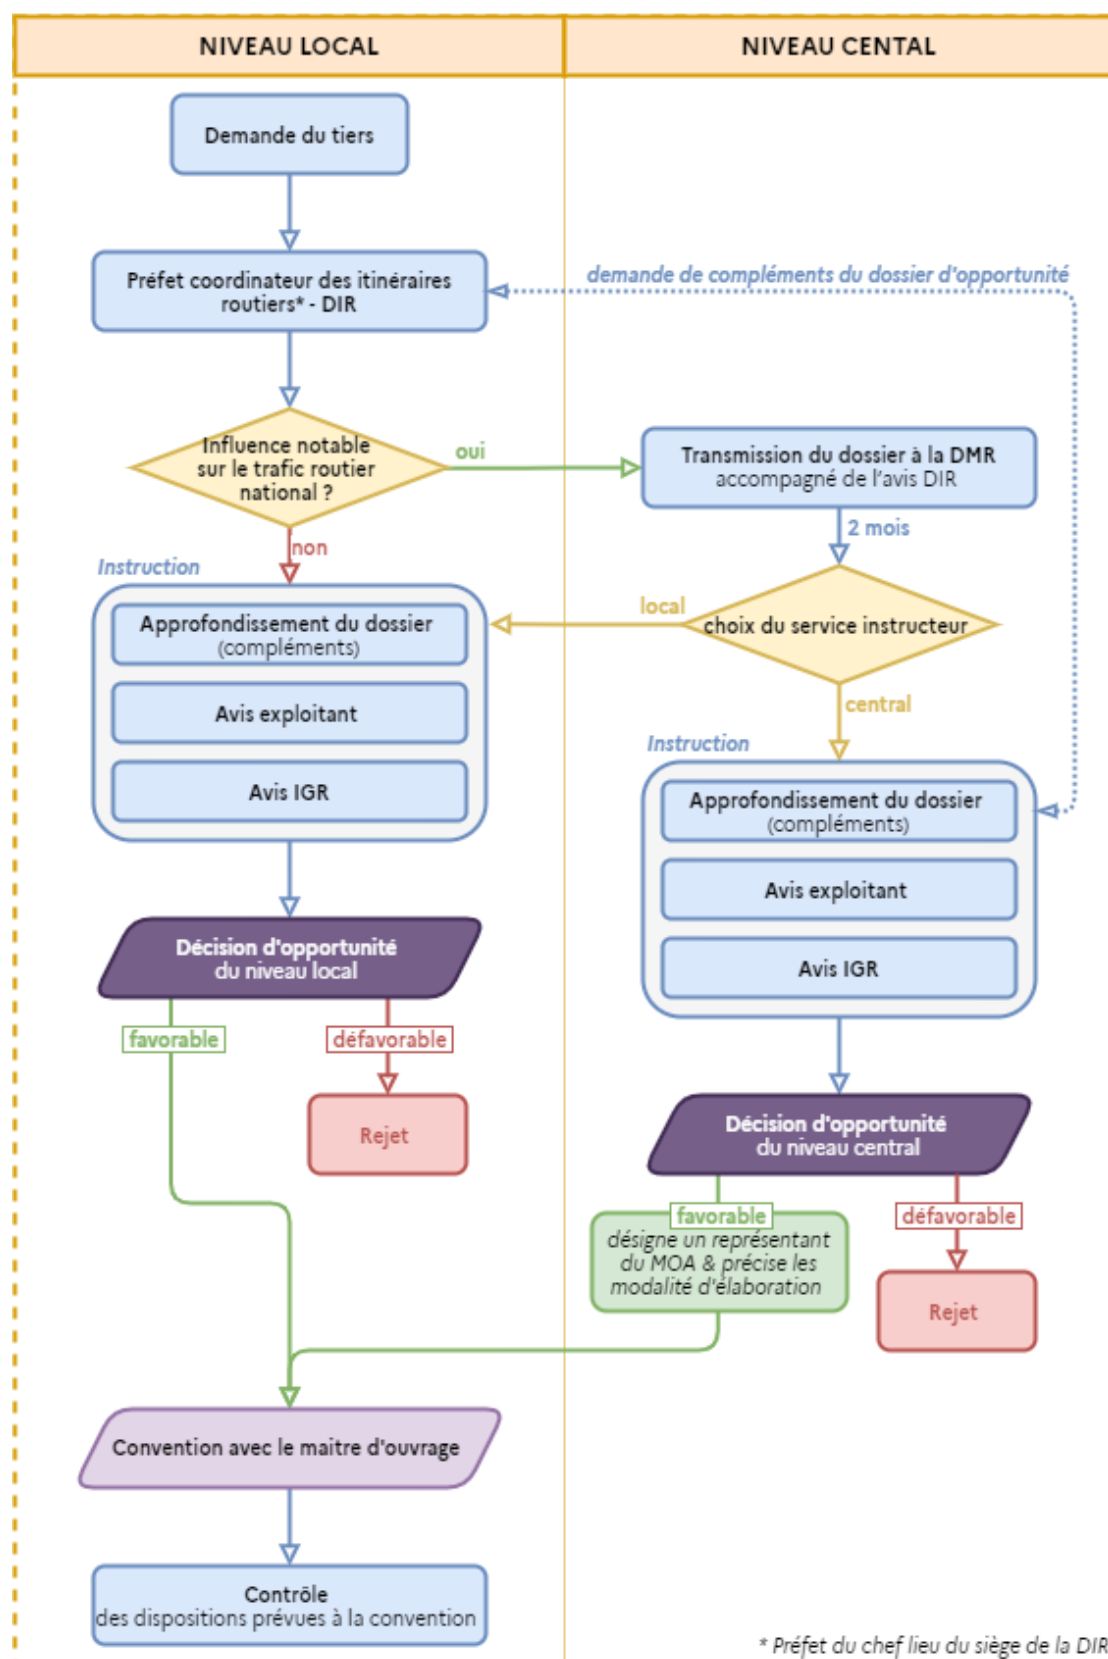 NIVEAU LOCAL
NIVEAU CENTAL
Demande du tiers
Préfet coordinateur des itinéraires
routiers* - DIR
demande de compléments du dossier d'opportunité
Influence notable
sur le trafic routier
national ?
oui
non
Transmission du dossier à la DMR
accompagné de l'avis DIR
2 mois
choix du service instructeur
local
central
Instruction
Approfondissement du dossier
(compléments)
Avis exploitant
Avis IGR
Instruction
Approfondissement du dossier
(compléments)
Avis exploitant
Avis IGR
Décision d'opportunité
du niveau local
favorable
défavorable
Rejet
Décision d'opportunité
du niveau central
favorable
défavorable
désigne un représentant
du MOA & précise les
modalité d'élaboration
Rejet
Convention avec le maitre d'ouvrage
Contrôle
des dispositions prévues à la convention
* Préfet du chef lieu du siège de la DIR